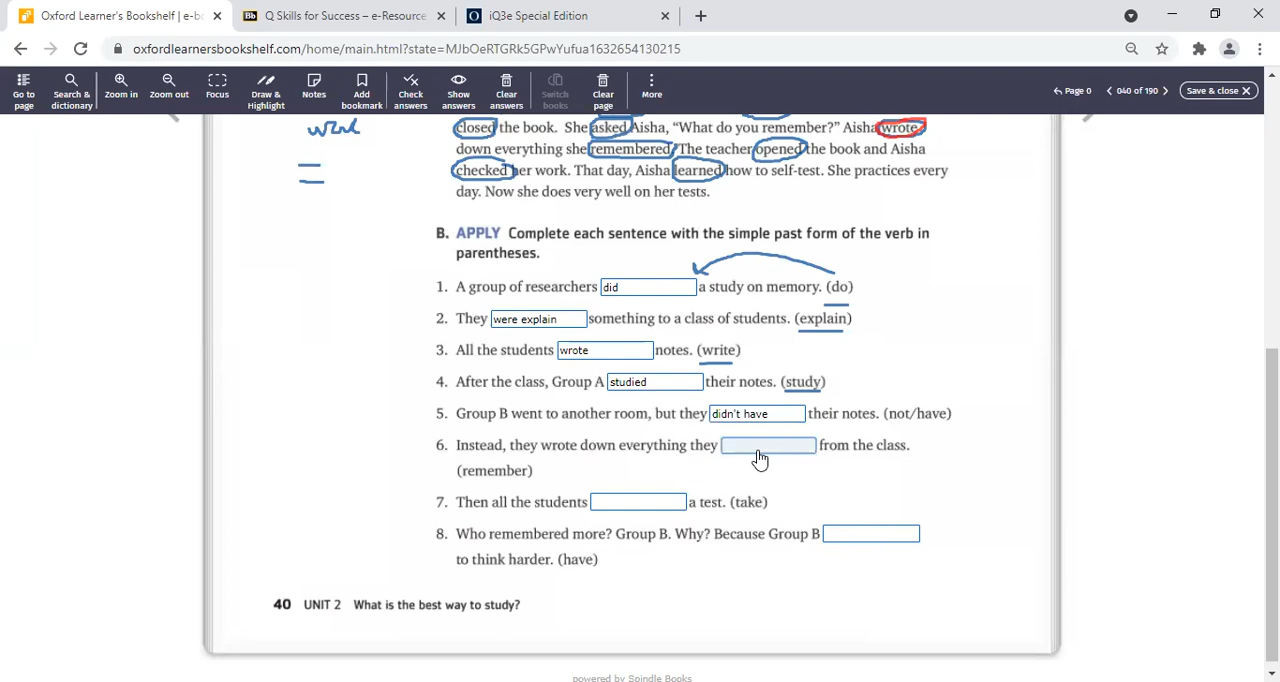 Oxford Learner's Bookshelf | e-bo
Q Skills for Success – e-Resource
iQ3e Special Edition
oxfordlearnersbookshelf.com/home/main.html?state=MJbOeRTGRk5GPwYufua1632654130215
Go to page
Search & dictionary
Zoom in
Zoom out
Focus
Draw & Highlight
Notes
Add bookmark
Check answers
Show answers
Clear answers
Switch books
Clear page
More
Page 0
040 of 190
Save & close X
closed the book. She asked Aisha, “What do you remember?” Aisha wrote
down everything she remembered. The teacher opened the book and Aisha
checked her work. That day, Aisha learned how to self-test. She practices every
day. Now she does very well on her tests.
B. APPLY Complete each sentence with the simple past form of the verb in
parentheses.
1. A group of researchers did a study on memory. (do)
2. They were explain something to a class of students. (explain)
3. All the students wrote notes. (write)
4. After the class, Group A studied their notes. (study)
5. Group B went to another room, but they didn't have their notes. (not/have)
6. Instead, they wrote down everything they from the class.
(remember)
7. Then all the students a test. (take)
8. Who remembered more? Group B. Why? Because Group B
to think harder. (have)
40 UNIT 2 What is the best way to study?
powered by Spindle Books